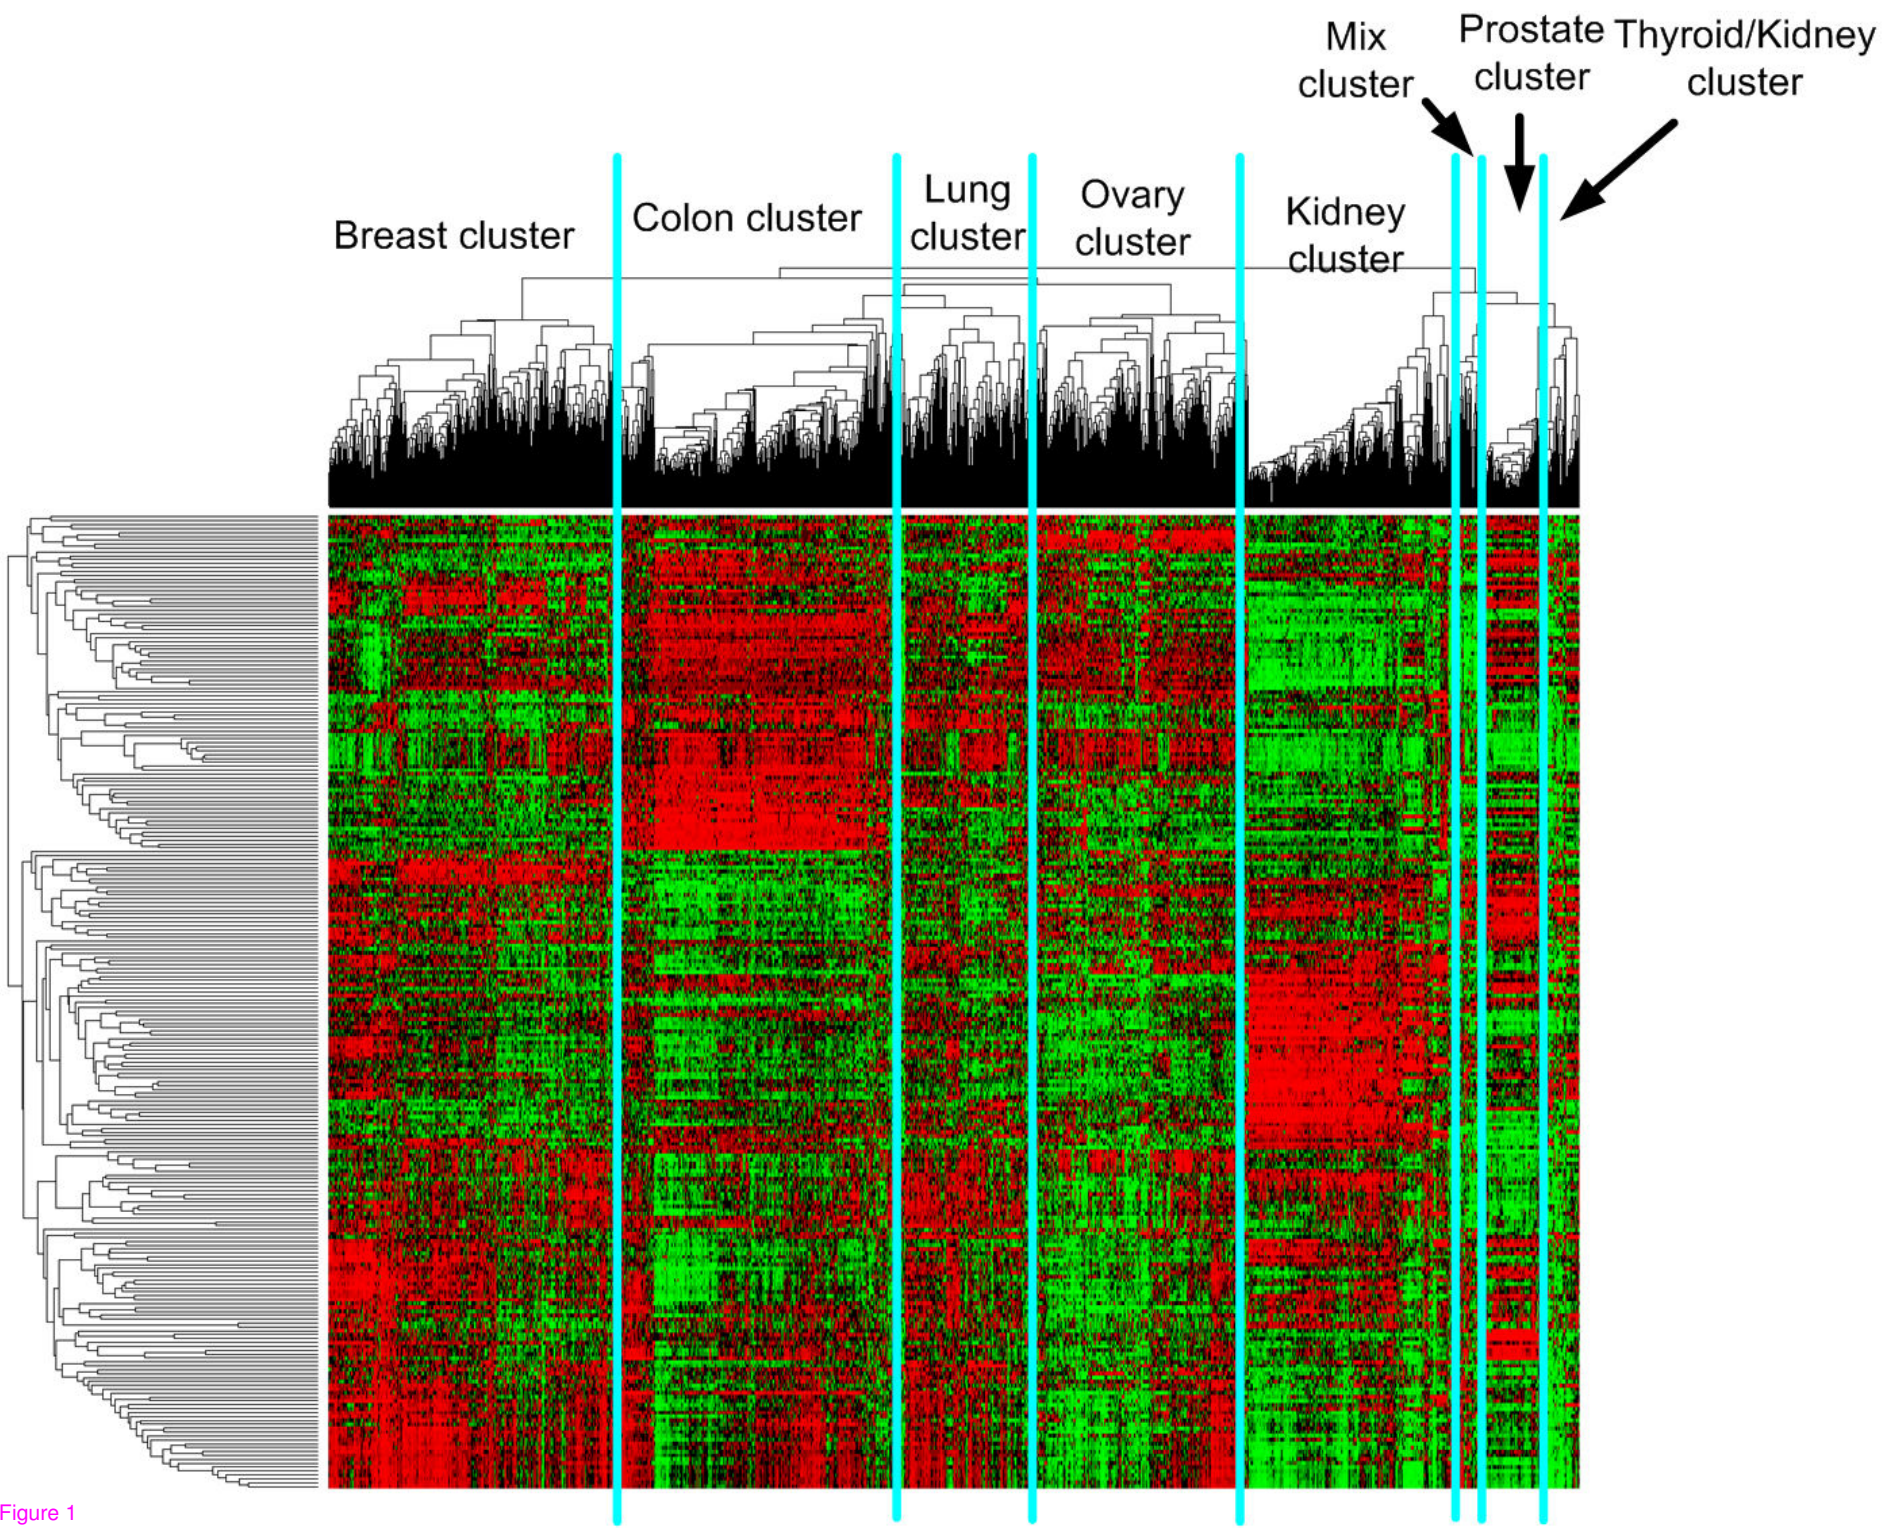 Mix
cluster
Prostate
cluster
Thyroid/Kidney
cluster
Breast cluster
Colon cluster
Lung
cluster
Ovary
cluster
Kidney
cluster
Figure 1